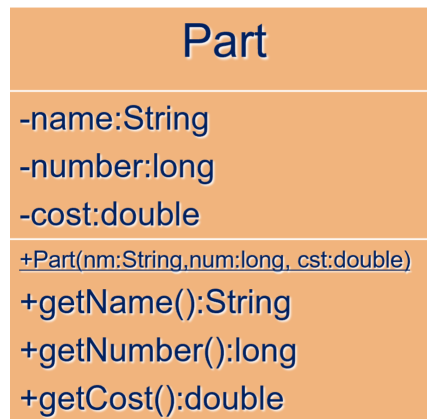 Part
-name:String
-number:long
-cost:double
+Part(nm:String,num:long, cst:double)
+getName():String
+getNumber():long
+getCost():double